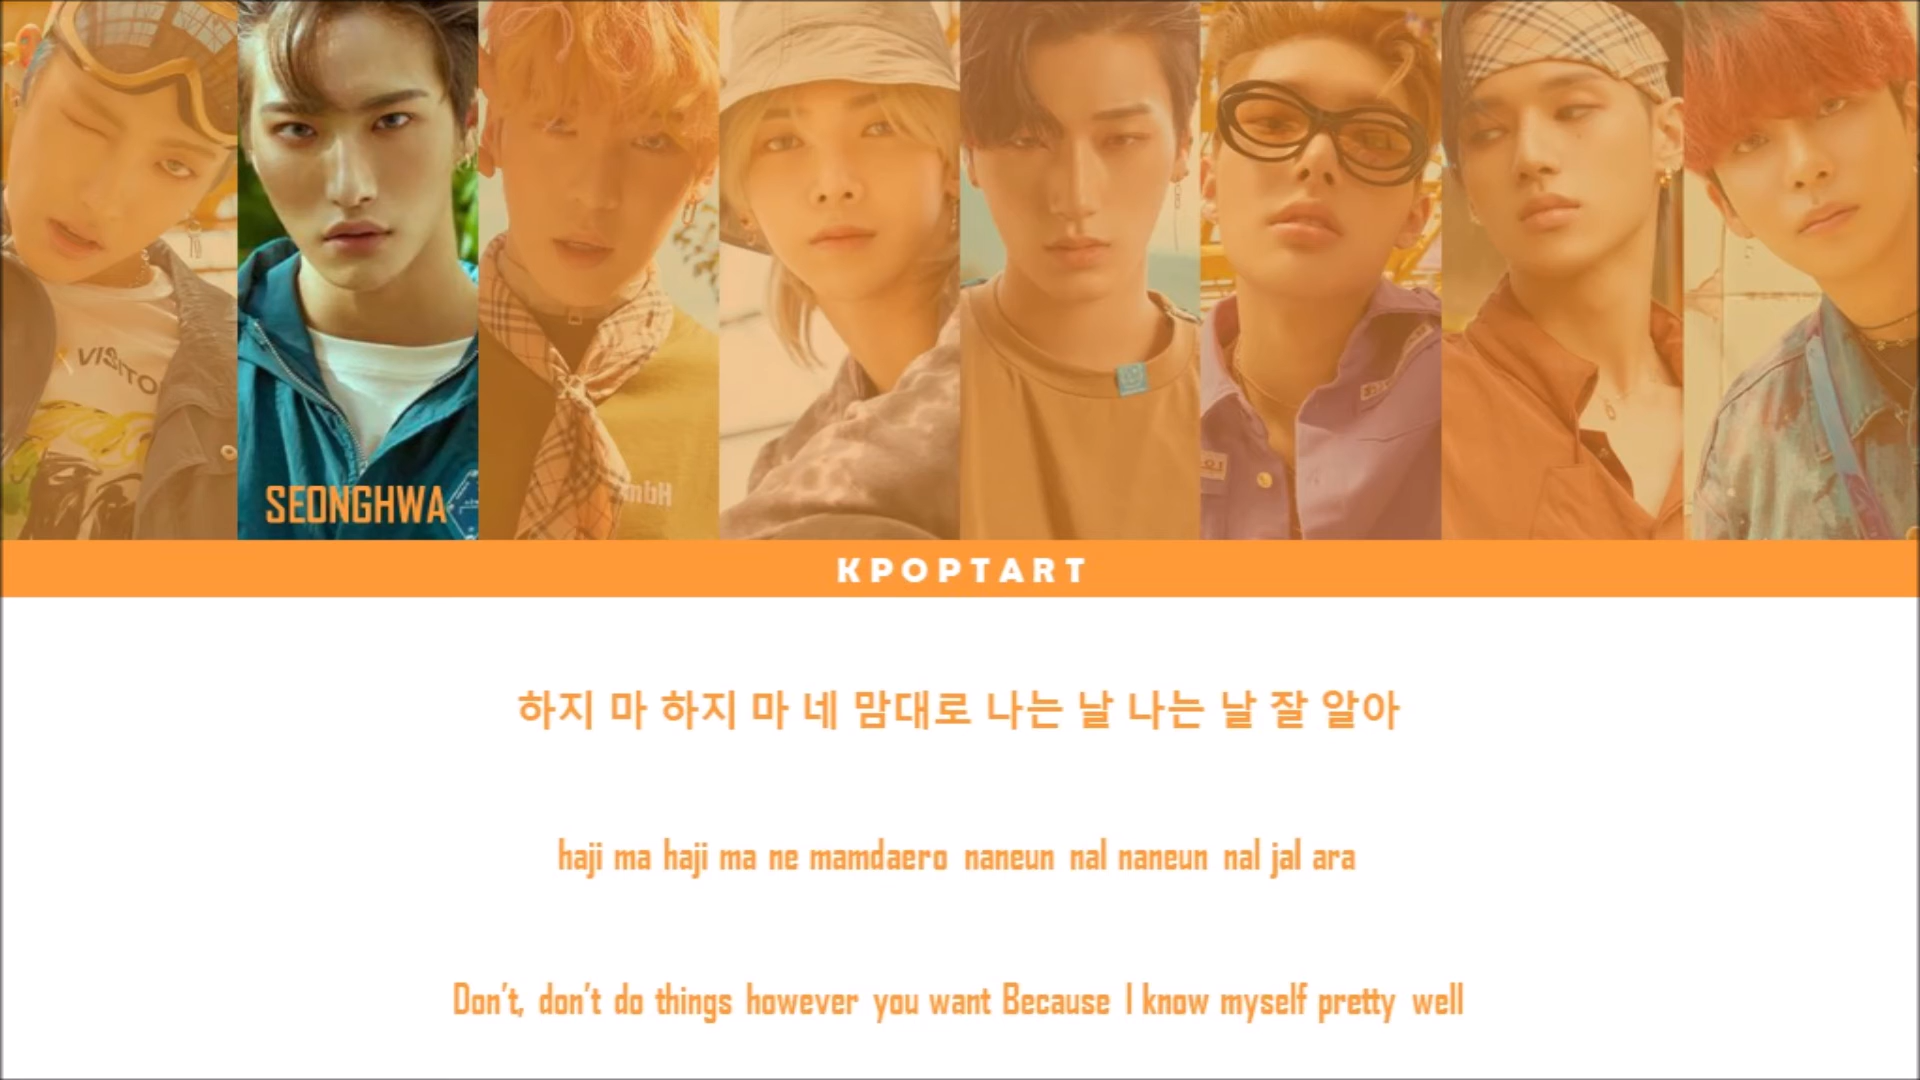 VISITO
SEONGHWA
KPOPTART
하지 마 하지 마 네 맘대로 나는 날 나는 날 잘 알아
haji ma haji ma ne mamdaero naneun nal naneun nal jal ara
Don't, don't do things however you want Because I know myself pretty well